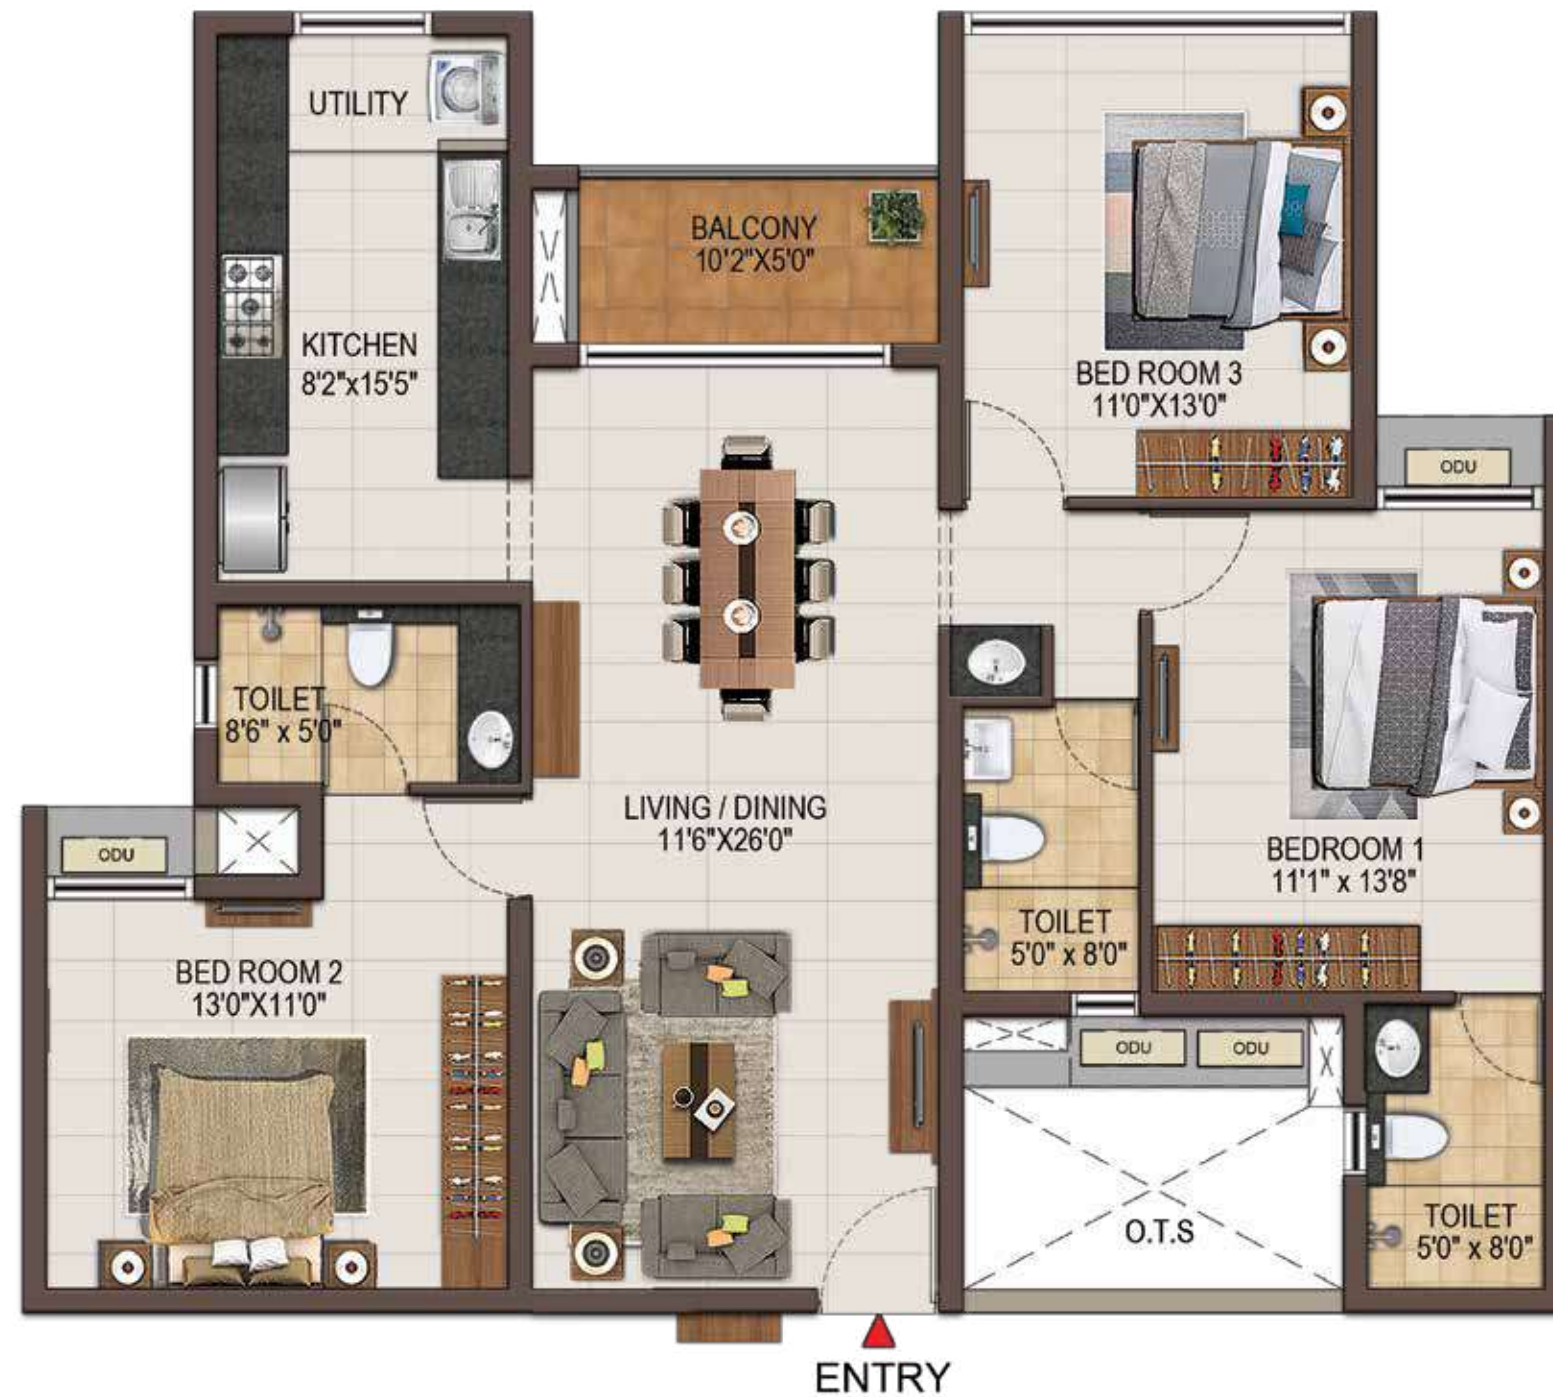 UTILITY
BALCONY
10'2"X5'0"
KITCHEN
8'2"x15'5"
BED ROOM 3
11'0"X13'0"
ODU
TOILET
8'6" x 5'0"
LIVING / DINING
11'6"X26'0"
ODU
BEDROOM 1
11'1" x 13'8"
TOILET
5'0" x 8'0"
BED ROOM 2
13'0"X11'0"
ODU
ODU
O.T.S
TOILET
5'0" x 8'0"
ENTRY